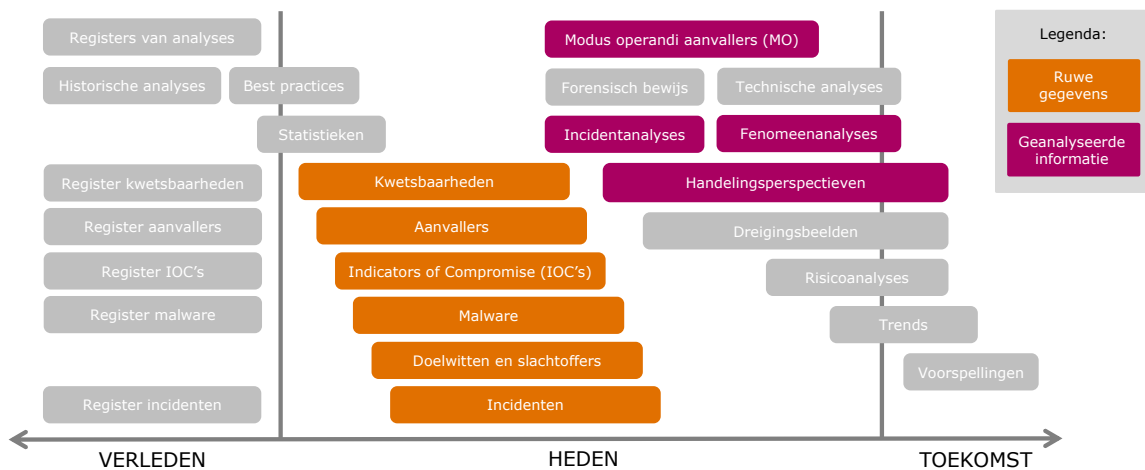 Registers van analyses
Modus operandi aanvallers (MO)
Legenda:
Historische analyses
Best practices
Forensisch bewijs
Technische analyses
Ruwe
gegevens
Statistieken
Incidentanalyses
Fenomeenanalyses
Geanalyseerde
informatie
Register kwetsbaarheden
Kwetsbaarheden
Handelingsperspectieven
Register aanvallers
Aanvallers
Dreigingsbeelden
Register IOC's
Indicators of Compromise (IOC’s)
Risicoanalyses
Register malware
Malware
Trends
Doelwitten en slachtoffers
Voorspellingen
Register incidenten
Incidenten
VERLEDEN
HEDEN
TOEKOMST